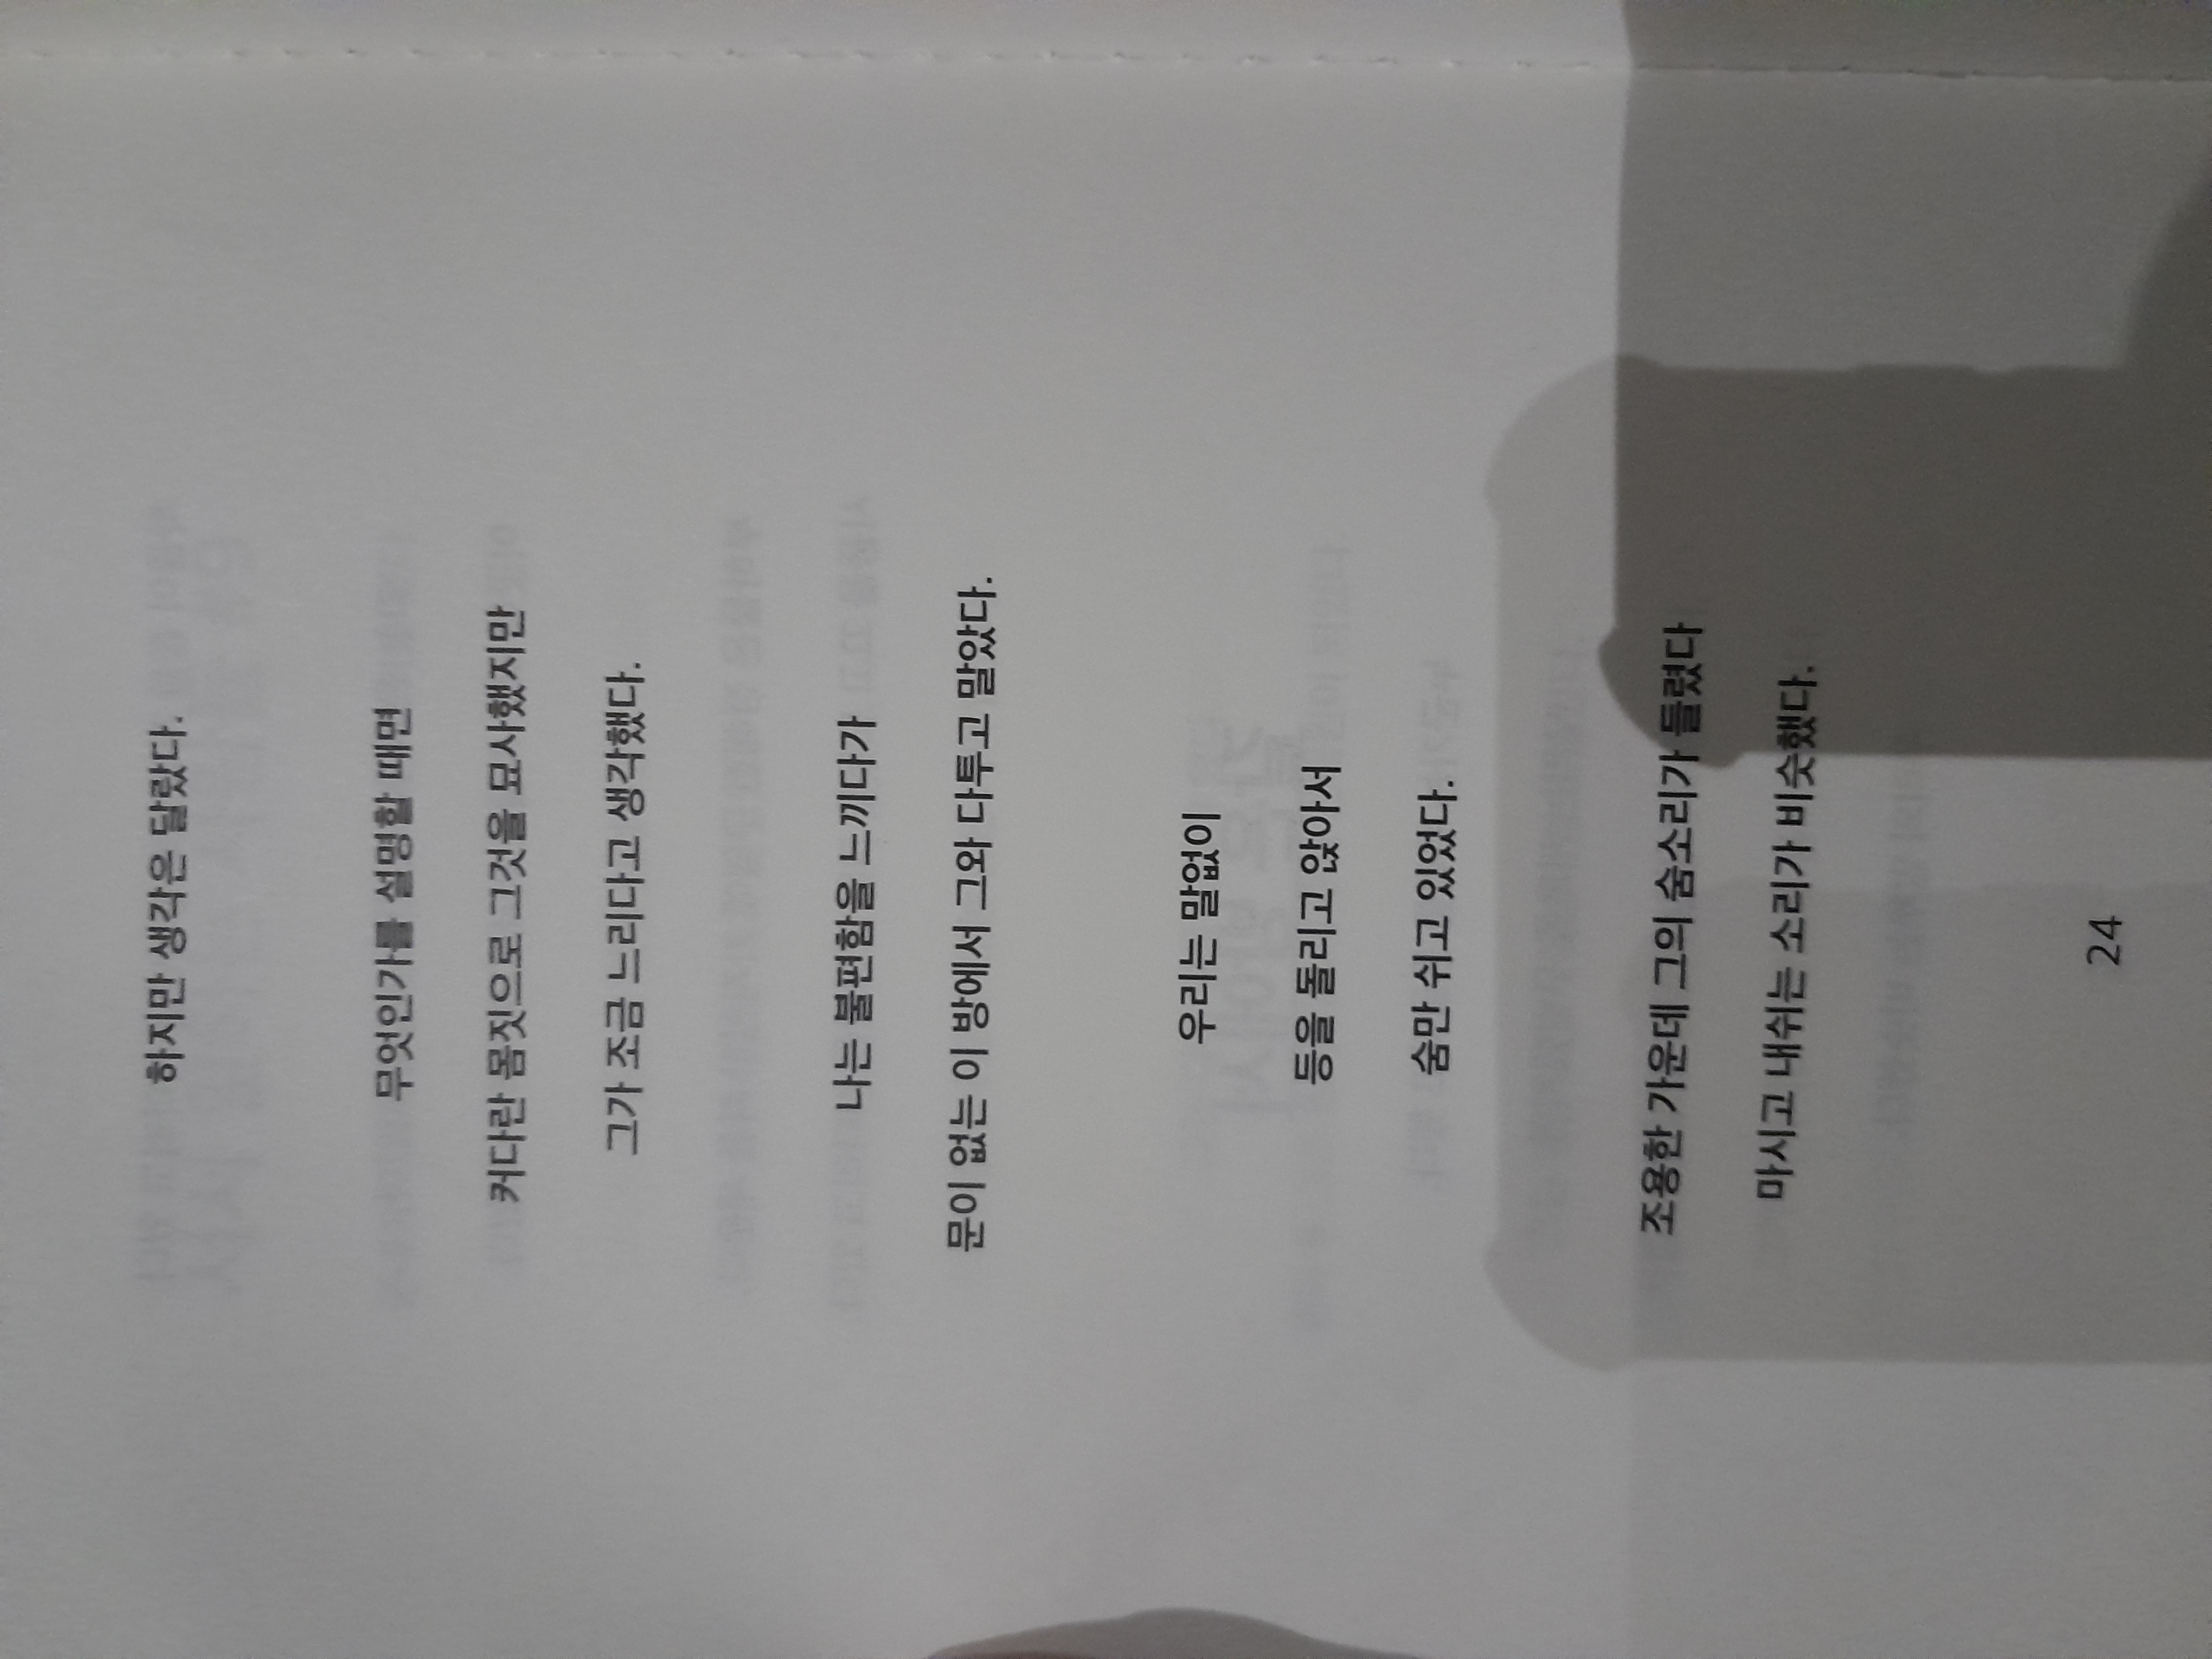 하지만 생각은 달랐다.
무엇인가를 설명할 때면
커다란 몸짓으로 그것을 묘사했지만
그가 조금 느리다고 생각했다.
나는 불편함을 느끼다가
문이 없는 이 방에서 그와 다투고 말았다.
우리는 말없이
등을 돌리고 앉아서
숨만 쉬고 있었다.
조용한 가운데 그의 숨소리가 들렸다
마시고 내쉬는 소리가 비슷했다.
24